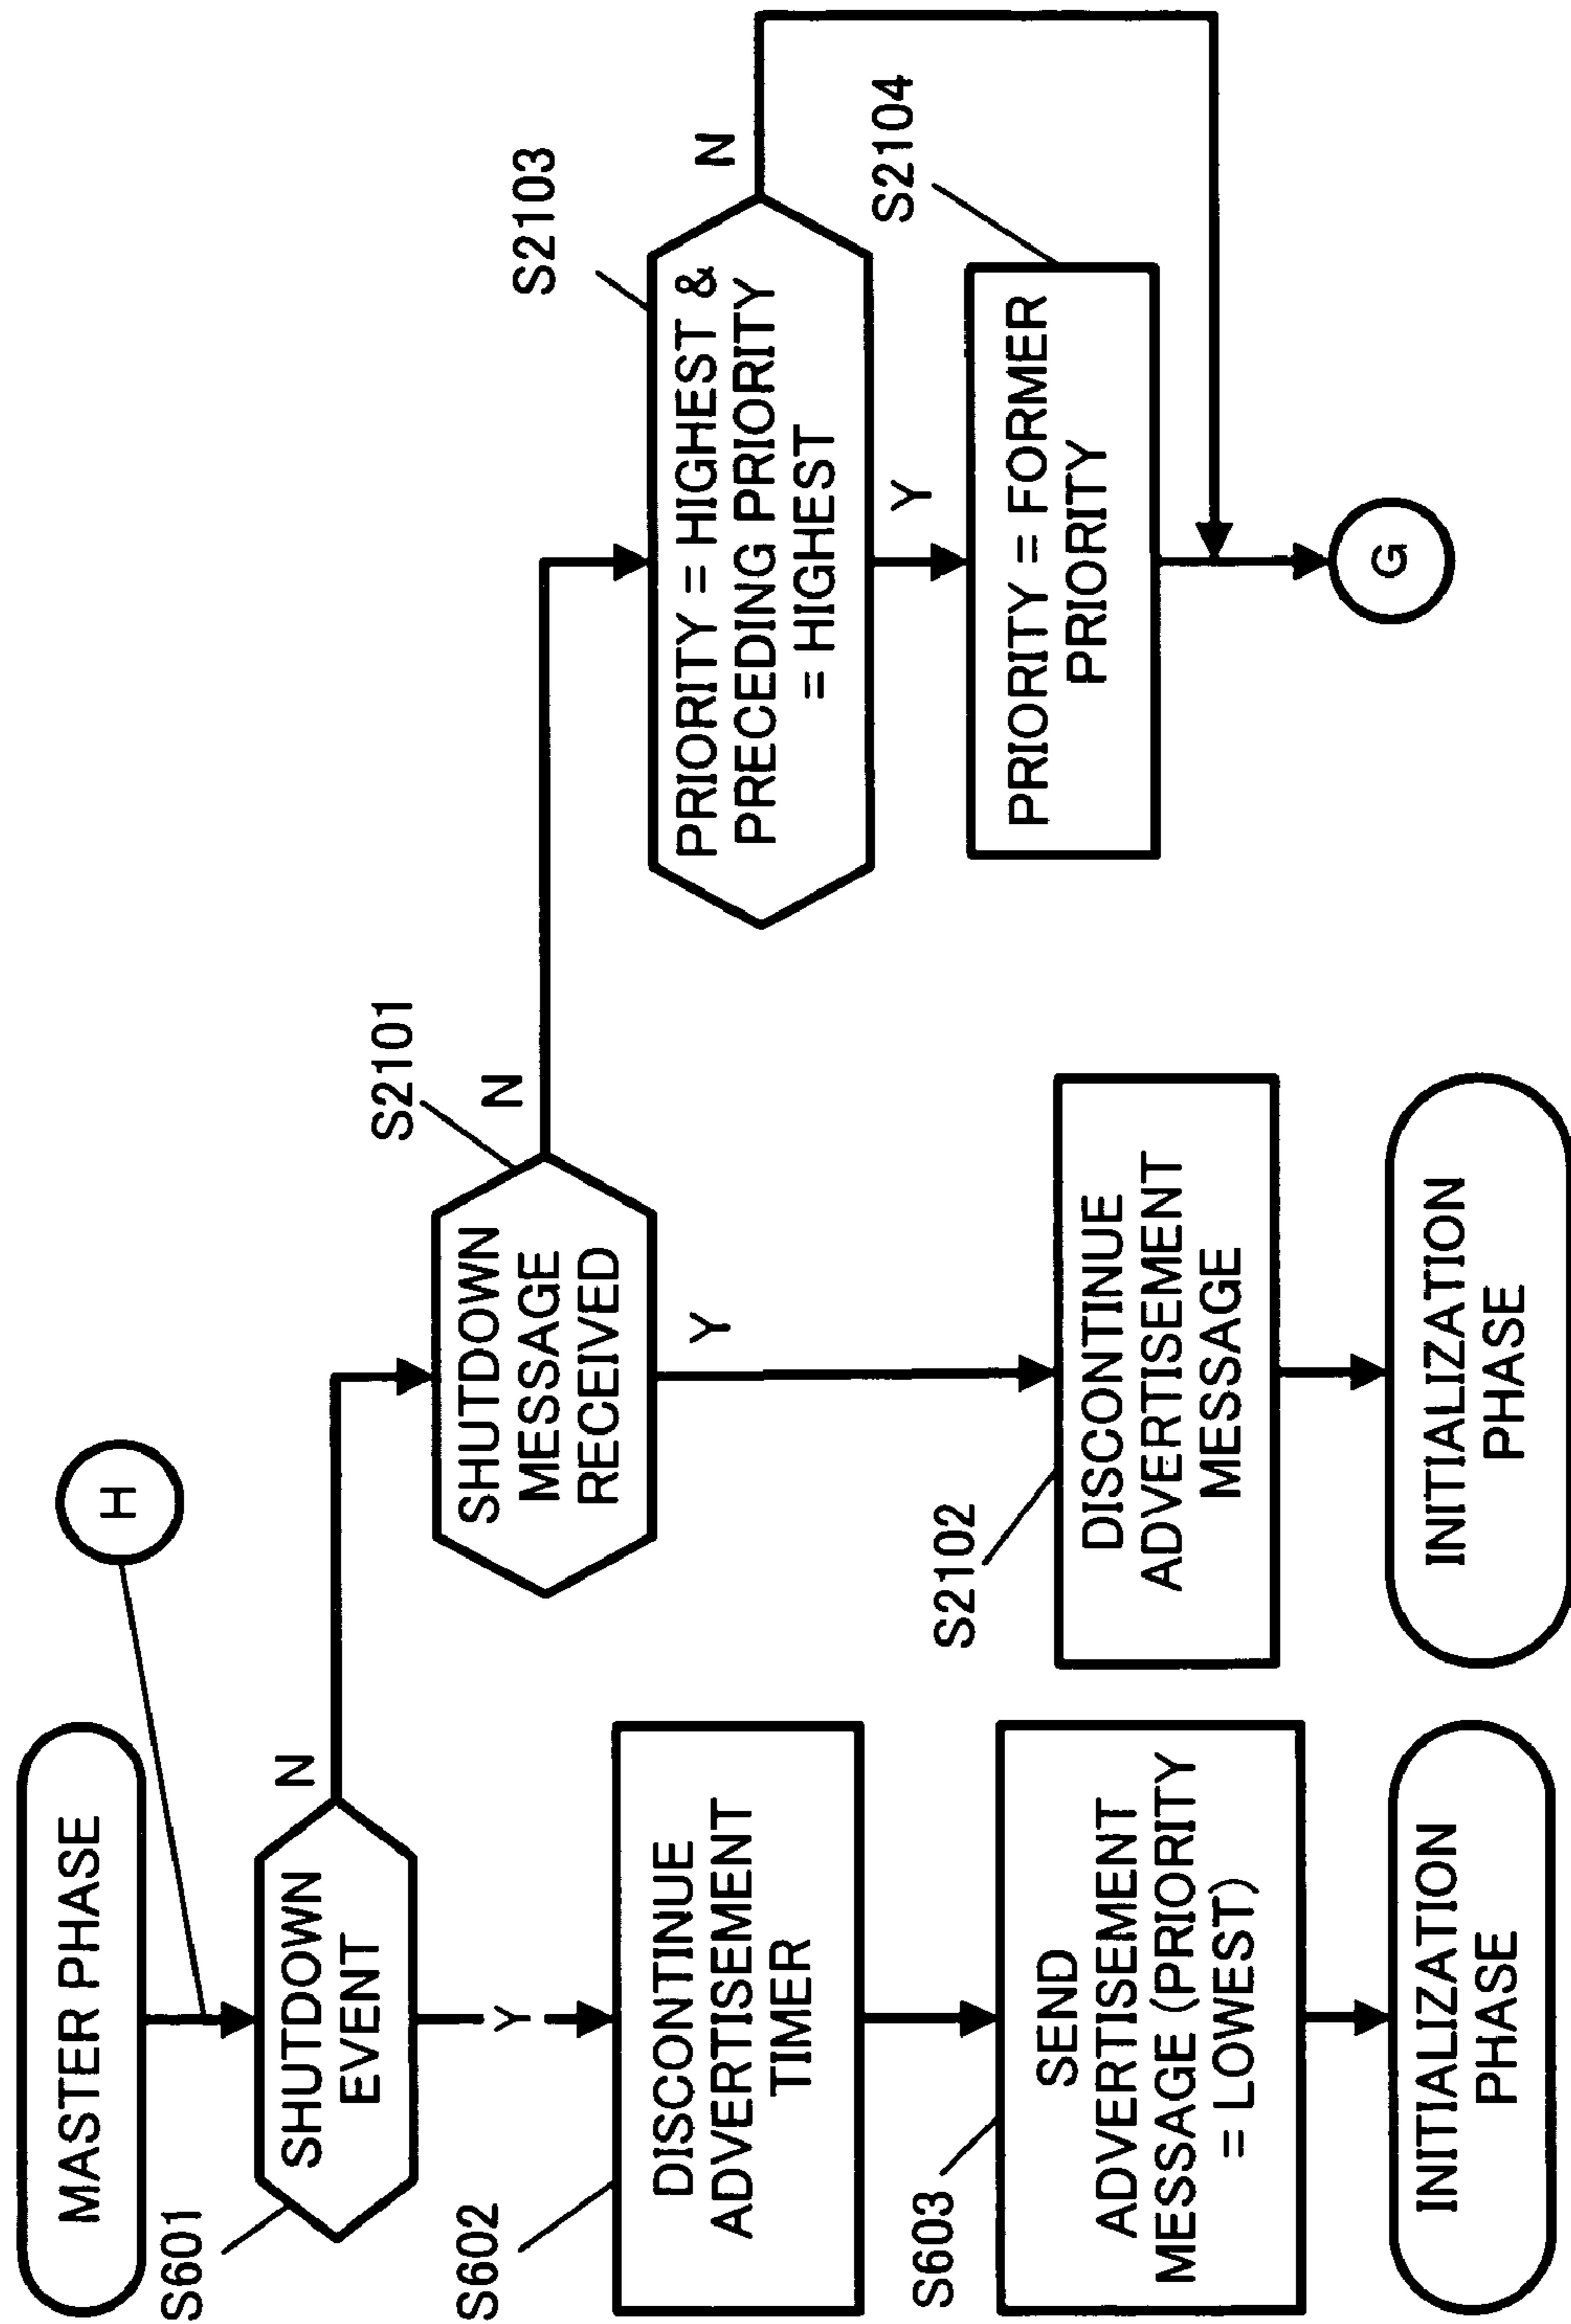 MASTER PHASE
H
S601
SHUTDOWN
EVENT
N
Y
S602
DISCONTINUE
ADVERTISEMENT
TIMER
S603
SEND
ADVERTISEMENT
MESSAGE (PRIORITY
= LOWEST)
INITIALIZATION
PHASE
S2101
SHUTDOWN
MESSAGE
RECEIVED
N
Y
S2102
DISCONTINUE
ADVERTISEMENT
MESSAGE
INITIALIZATION
PHASE
S2103
PRIORITY = HIGHEST &
PRECEDING PRIORITY
= HIGHEST
N
Y
S2104
PRIORITY = FORMER
PRIORITY
G